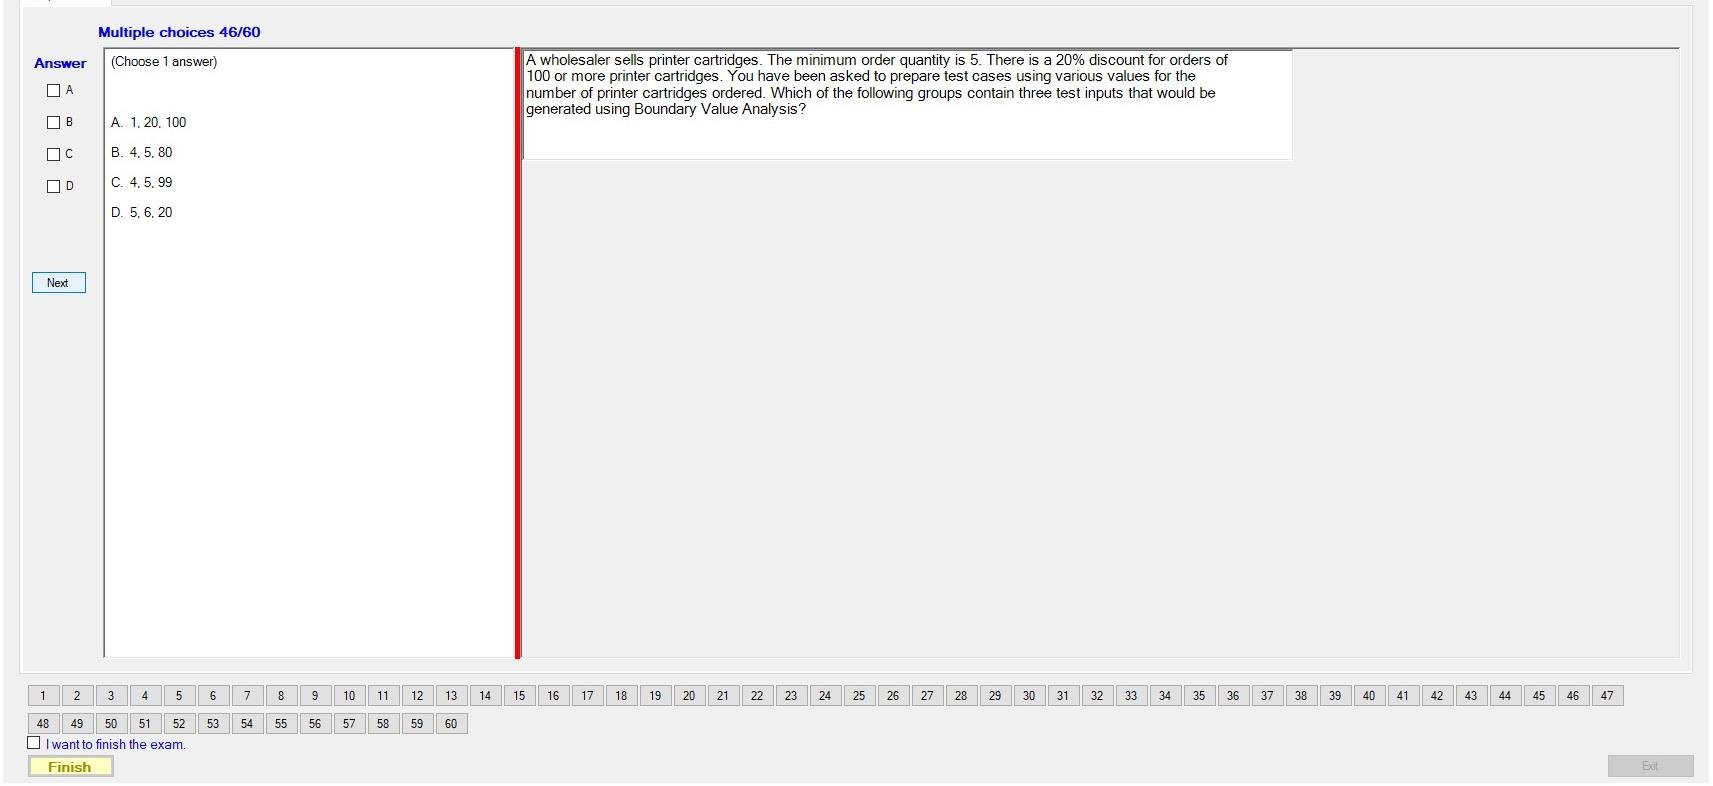 Multiple choices 46/60
Answer
A
B
C
D
Next
(Choose 1 answer)
A. 1, 20, 100
B. 4, 5, 80
C. 4, 5, 99
D. 5, 6, 20
A wholesaler sells printer cartridges. The minimum order quantity is 5. There is a 20% discount for orders of
100 or more printer cartridges. You have been asked to prepare test cases using various values for the
number of printer cartridges ordered. Which of the following groups contain three test inputs that would be
generated using Boundary Value Analysis?
1 2 3 4 5 6 7 8 9 10 11 12 13 14 15 16 17 18 19 20 21 22 23 24 25 26 27 28 29 30 31 32 33 34 35 36 37 38 39 40 41 42 43 44 45 46 47
48 49 50 51 52 53 54 55 56 57 58 59 60
I want to finish the exam.
Finish
Exit